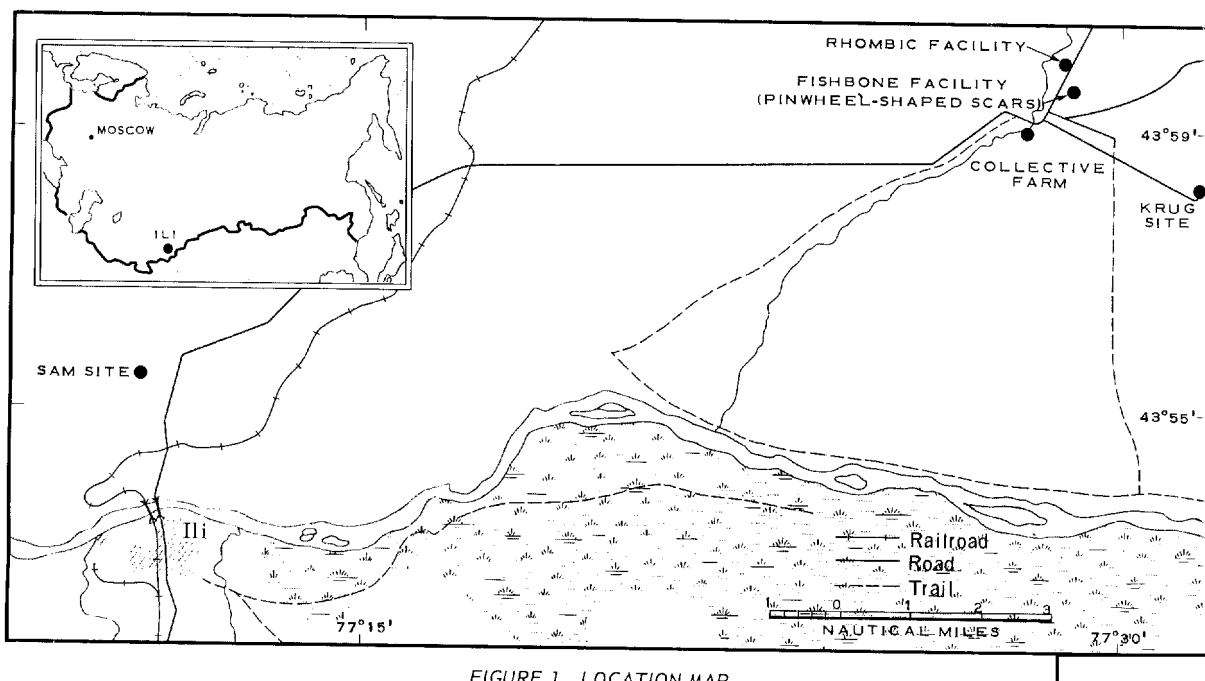 RHOMBIC FACILITY
FISHBONE FACILITY
(PINWHEEL-SHAPED SCARS)
MOSCOW
43°59'
COLLECTIVE
FARM
KRUG
SITE
ILI
SAM SITE
43°55'
Ili
Railroad
Road
Trail
1 0 1 2 3
NAUTICAL MILES
77°15'
77°30'
FIGURE 1. LOCATION MAP